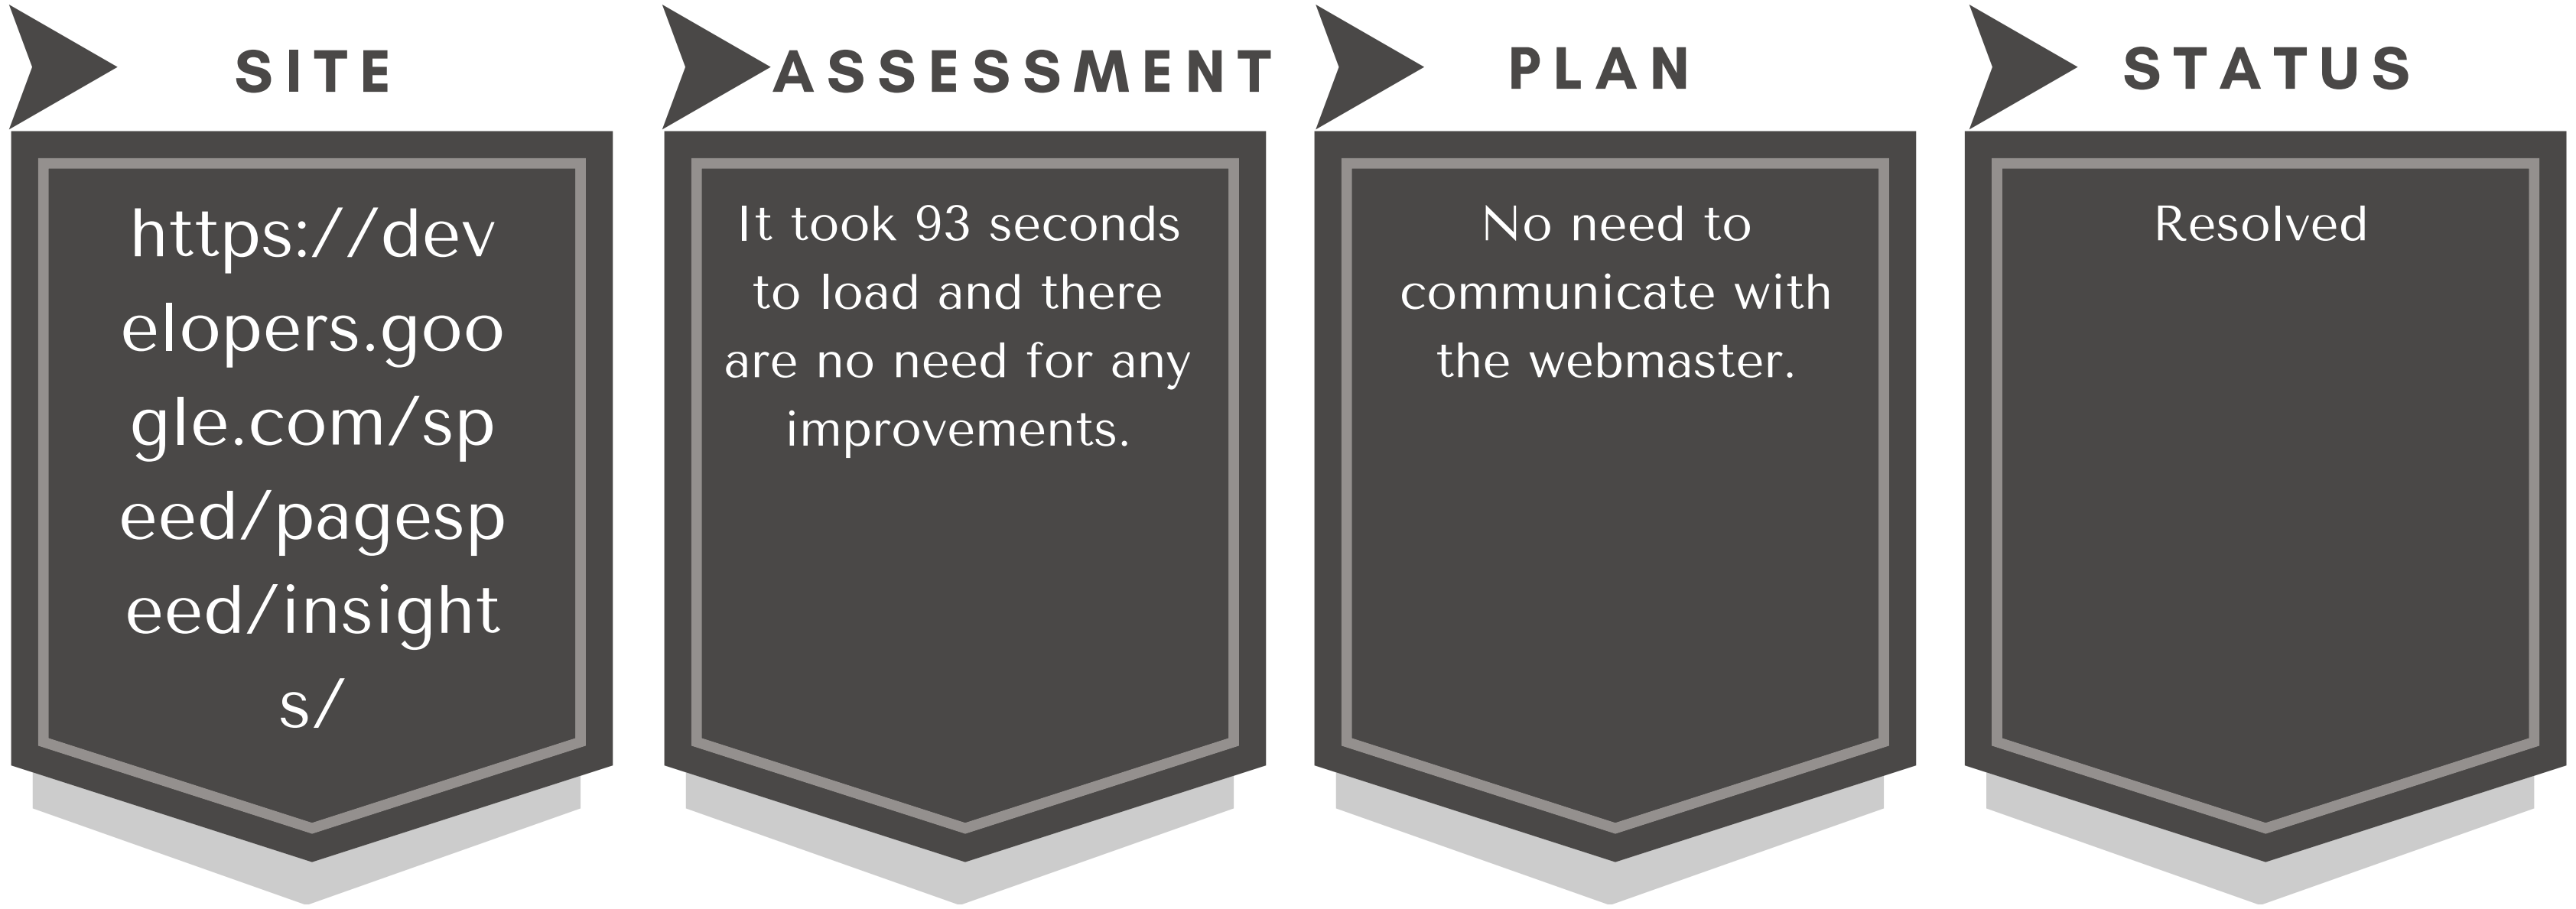 SITE
https://dev
elopers.goo
gle.com/sp
eed/pagesp
eed/insight
s/
ASSESSMENT
It took 93 seconds
to load and there
are no need for any
improvements.
PLAN
No need to
communicate with
the webmaster.
STATUS
Resolved